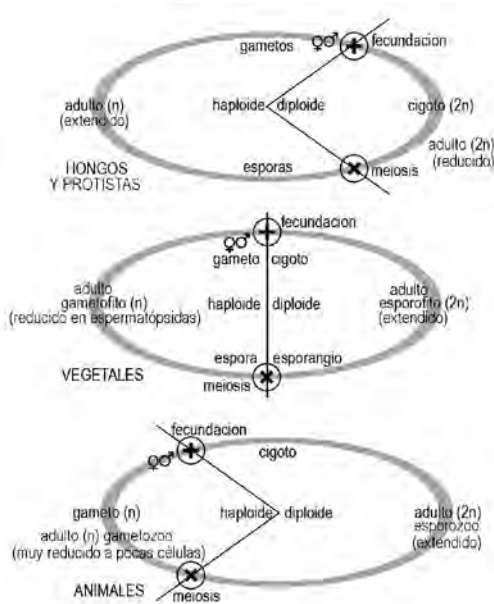 ♀♂ fecundacion
gametos
adulto (n)
(extendido)
haploide diploide
cigoto (2n)
adulto (2n)
(reducido)
HONGOS
Y PROTISTAS
esporas
meiosis
fecundacion
♀♂
gameto cigoto
adulto
gametofito (n)
(reducido en espermatópsidas)
haploide diploide
adulto
esporofito (2n)
(extendido)
espora esporangio
VEGETALES
meiosis
fecundacion
♀♂
cigoto
gameto (n)
haploide diploide
adulto (2n)
esporozoo
(extendido)
adulto (n) gametozoo
(muy reducido a pocas células)
ANIMALES
meiosis